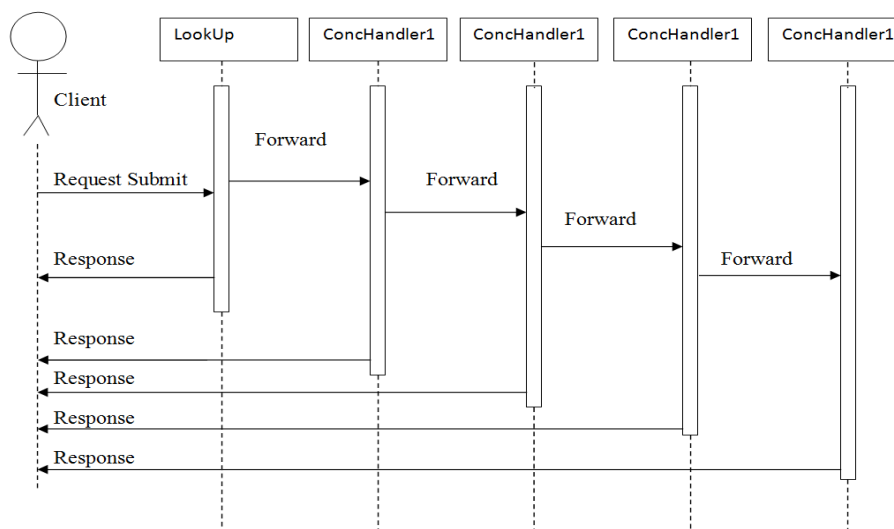 LookUp
ConcHandler1
ConcHandler1
ConcHandler1
ConcHandler1
Client
Forward
Request Submit
Forward
Forward
Response
Forward
Response
Response
Response
Response